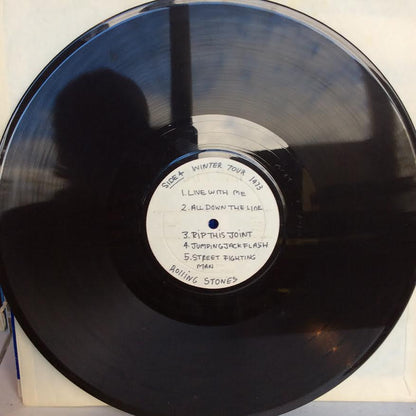 SIDE 4 WINTER TOUR 1973
1. LIVE WITH ME
2. ALL DOWN THE LINE
3. RIP THIS JOINT
4 JUMPING JACK FLASH
5. STREET FIGHTING
MAN
ROLLING STONES